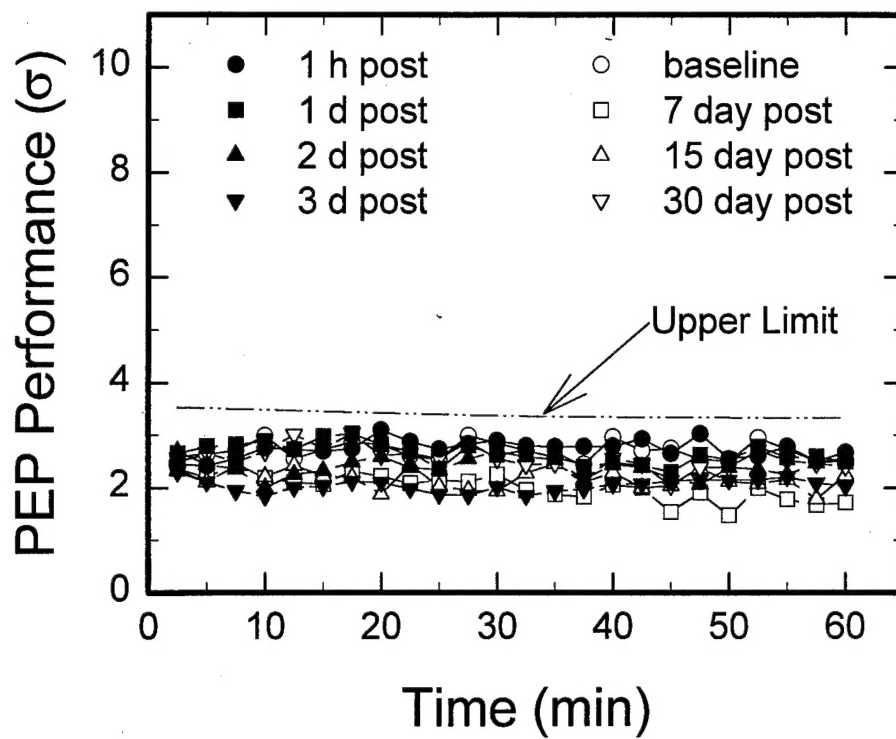 PEP Performance (σ)
10
8
6
4
2
0
1 h post
1 d post
2 d post
3 d post
baseline
7 day post
15 day post
30 day post
Upper Limit
0 10 20 30 40 50 60
Time (min)